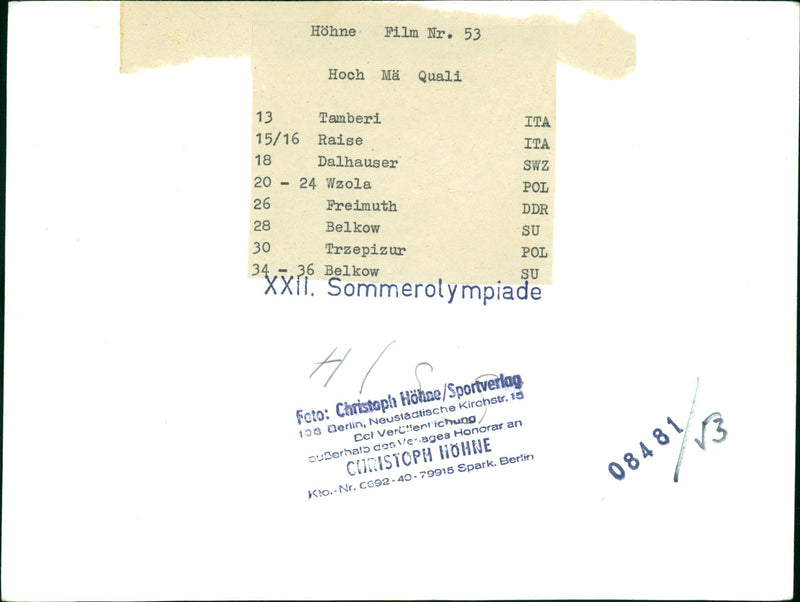 Höhne Film Nr. 53
Hoch Mä Quali
13 Tamberi ITA
15/16 Raise ITA
18 Dalhauser SWZ
20 - 24 Wzola POL
26 Freimuth DDR
28 Belkow SU
30 Trzepizur POL
34 - 36 Belkow SU
XXII. Sommerolympiade
H/
Foto: Christoph Höhne/Sportverlag
108 Berlin, Neustädtische Kirchstr. 15
Bei Veröffentlichung
außerhalb des Verlages Honorar an
CHRISTOPH HÖHNE
Kto.-Nr. 6692-40-79915 Spark. Berlin
08481/√3